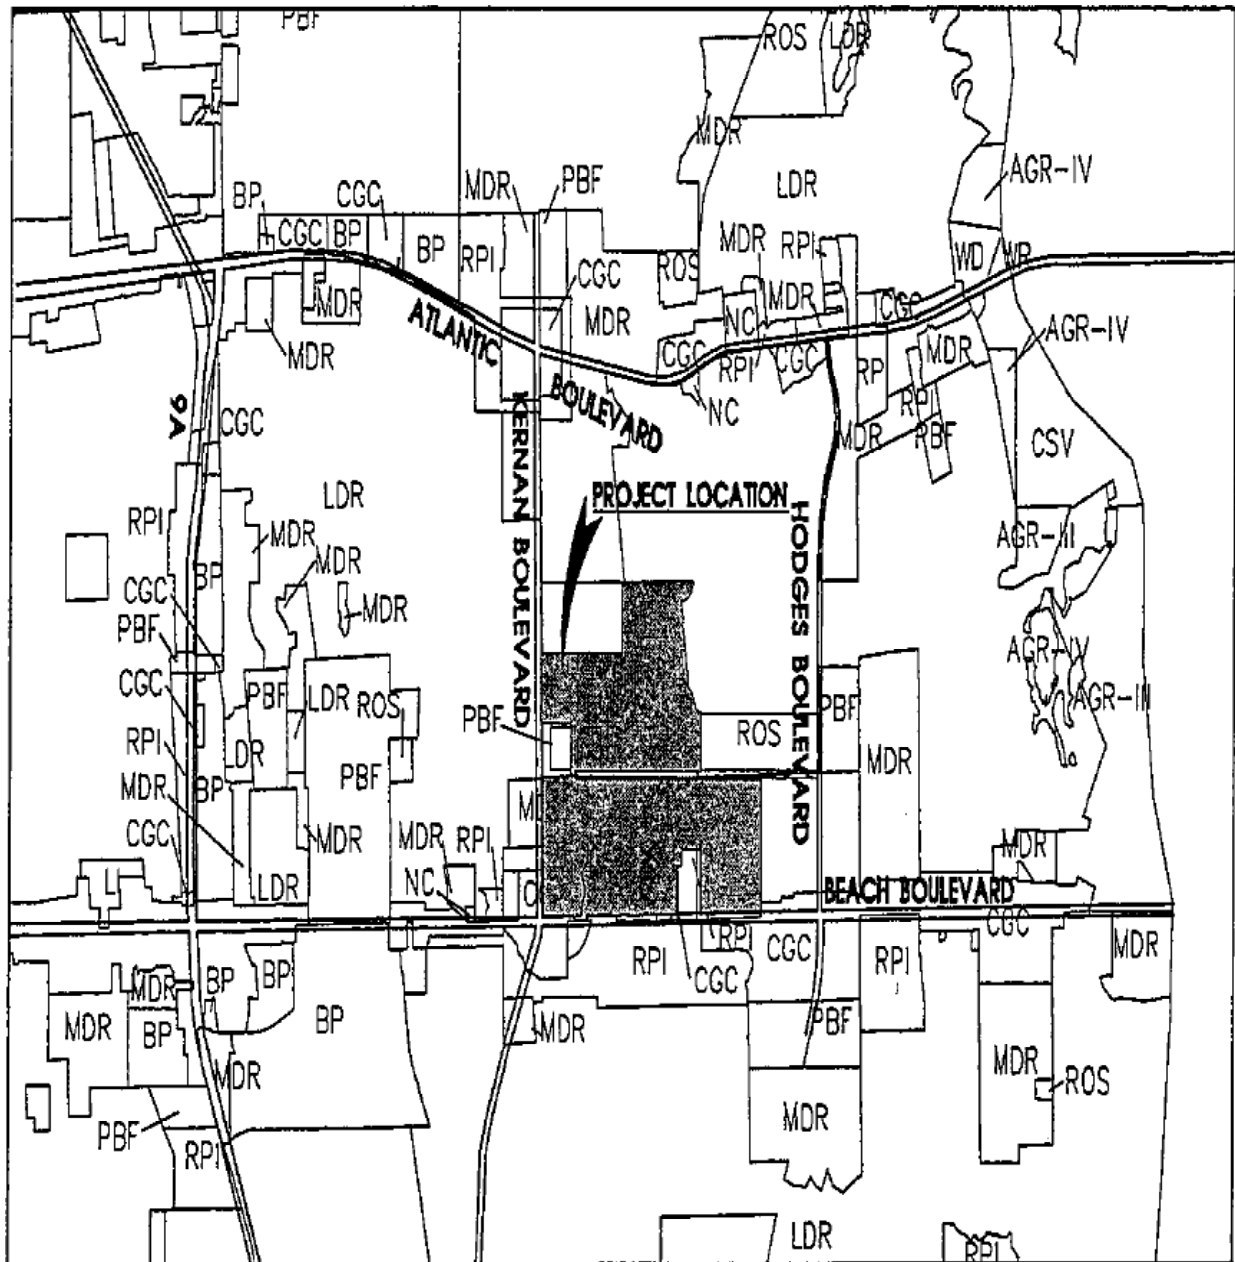 PBF
ROS
LDR
MDR
AGR-IV
LDR
MDR
PBF
CGC
BP
CGC
BP
BP
RPI
MDR
RPI
WD
WR
ROS
CGC
MDR
MDR
NC
CGC
MDR
MDR
ATLANTIC
BOULEVARD
CGC
RPI
CGC
NC
RP
MDR
AGR-IV
RPI
PBF
MDR
CSV
9A
CGC
KERNAN BOULEVARD
PROJECT LOCATION
HODGES BOULEVARD
LDR
RPI
MDR
MDR
BP
CGC
MDR
PBF
AGR-III
AGR-IV
AGR-III
CGC
PBF
LDR
ROS
PBF
ROS
PBF
RPI
LDR
MDR
MDR
BP
PBF
MDR
CGC
MDR
RPI
MDR
NC
LDR
L
MDR
BEACH BOULEVARD
CGC
RPI
CGC
RPI
CGC
RPI
MDR
MDR
BP
BP
MDR
BP
BP
MDR
PBF
MDR
MDR
ROS
PBF
RPI
MDR
LDR
RPI